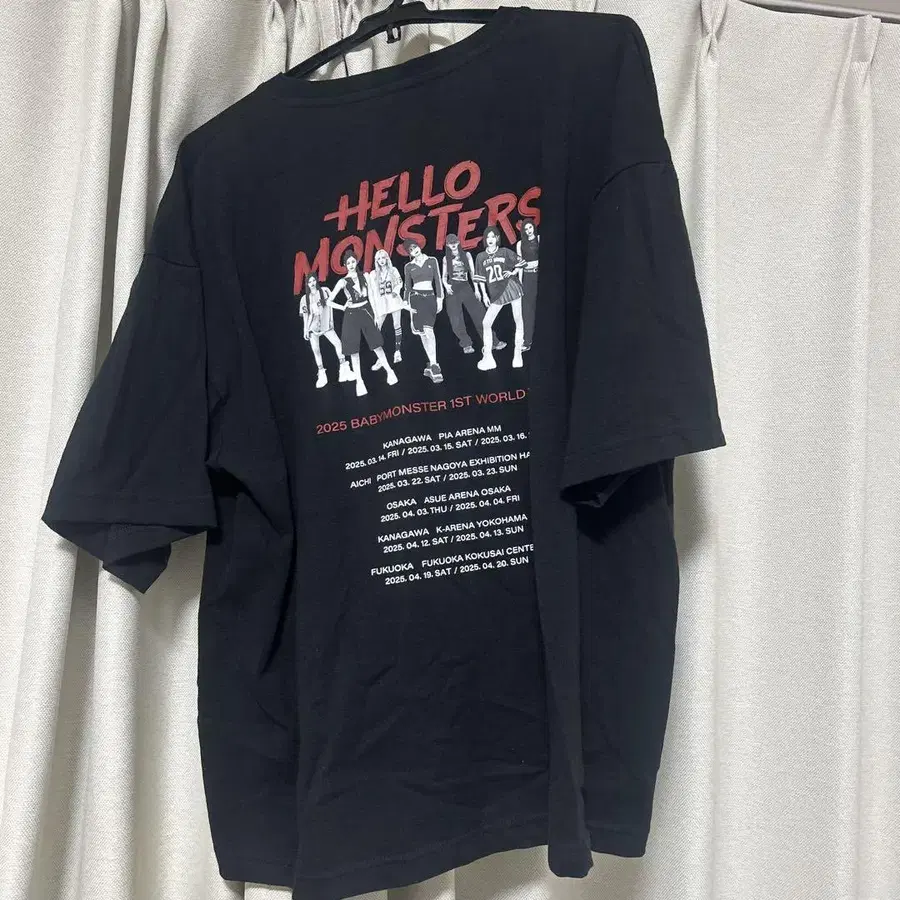 HELLO
MONSTERS
20
2025 BABYMONSTER 1ST WORLD
KANAGAWA PIA ARENA MM
2025. 03. 14. FRI / 2025. 03. 15. SAT / 2025. 03. 16.
AICHI PORT MESSE NAGOYA EXHIBITION HA
2025. 03. 22. SAT / 2025. 03. 23. SUN
OSAKA ASUE ARENA OSAKA
2025. 04. 03. THU / 2025. 04. 04. FRI
KANAGAWA K-ARENA YOKOHAMA
2025. 04. 12. SAT / 2025. 04. 13. SUN
FUKUOKA FUKUOKA KOKUSAI CENTE
2025. 04. 19. SAT / 2025. 04. 20. SUN